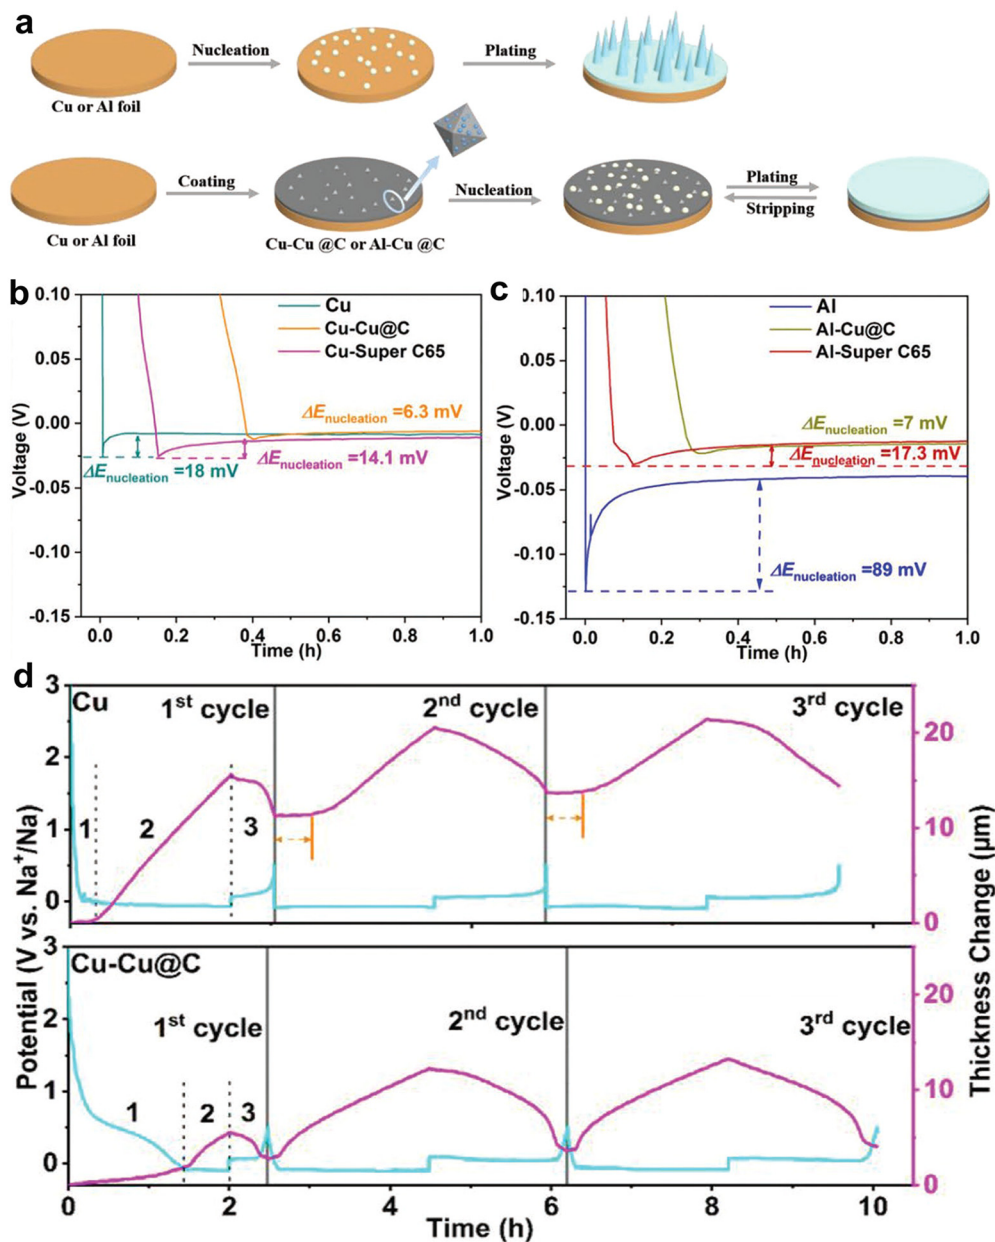 a
Nucleation
Plating
Cu or Al foil
Coating
Nucleation
Plating
Stripping
Cu or Al foil
Cu-Cu @C or Al-Cu @C
b
0.10
0.05
0.00
-0.05
-0.10
-0.15
Voltage (V)
Cu
Cu-Cu@C
Cu-Super C65
ΔEnucleation =6.3 mV
ΔEnucleation =18 mV
ΔEnucleation =14.1 mV
0.0 0.2 0.4 0.6 0.8 1.0
Time (h)
c
0.10
0.05
0.00
-0.05
-0.10
-0.15
Voltage (V)
Al
Al-Cu@C
Al-Super C65
ΔEnucleation =7 mV
ΔEnucleation =17.3 mV
ΔEnucleation =89 mV
0.0 0.2 0.4 0.6 0.8 1.0
Time (h)
d
Potential (V vs. Na⁺/Na)
Thickness Change (μm)
3
2
1
0
Cu
1st cycle
2nd cycle
3rd cycle
1 2 3
20
10
0
3
2
1
0
Cu-Cu@C
1st cycle
2nd cycle
3rd cycle
1 2 3
20
10
0
0 2 4 6 8 10
Time (h)